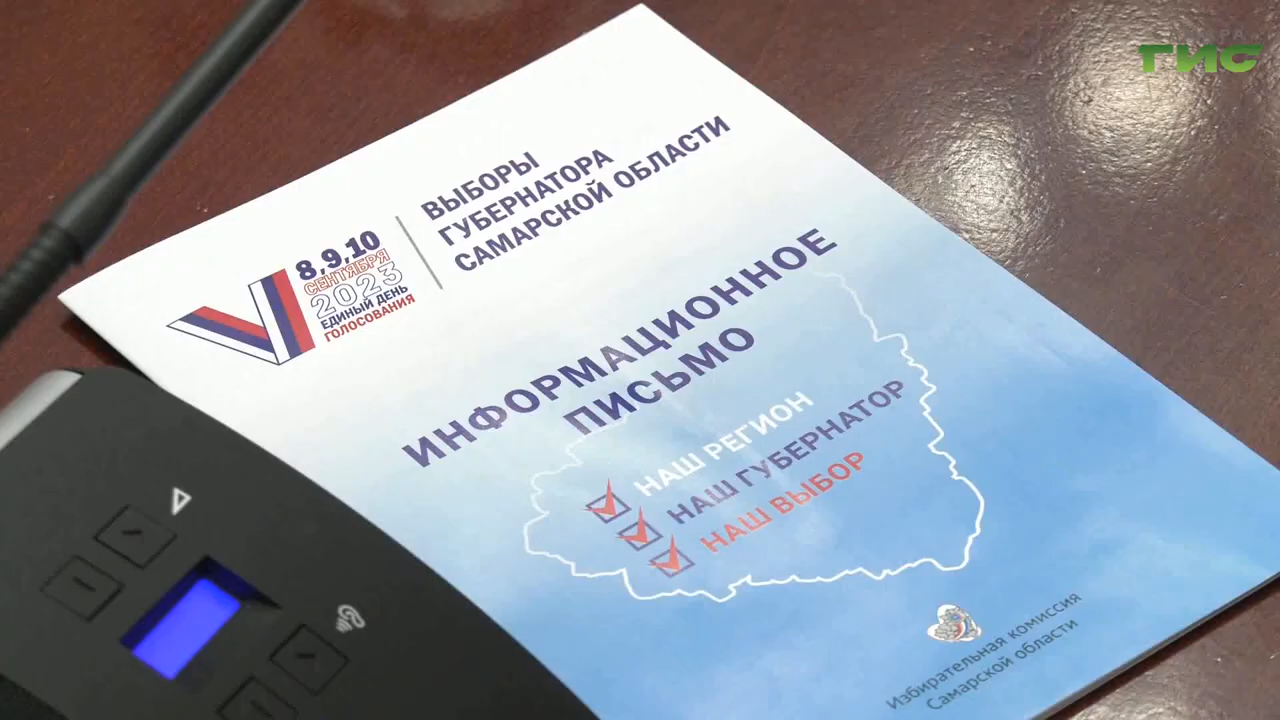 ГИС
8,9,10
СЕНТЯБРЯ
2023
ЕДИНЫЙ ДЕНЬ
ГОЛОСОВАНИЯ
ВЫБОРЫ
ГУБЕРНАТОРА
САМАРСКОЙ ОБЛАСТИ
ИНФОРМАЦИОННОЕ
ПИСЬМО
НАШ РЕГИОН
НАШ ГУБЕРНАТОР
НАШ ВЫБОР
Избирательная комиссия
Самарской области